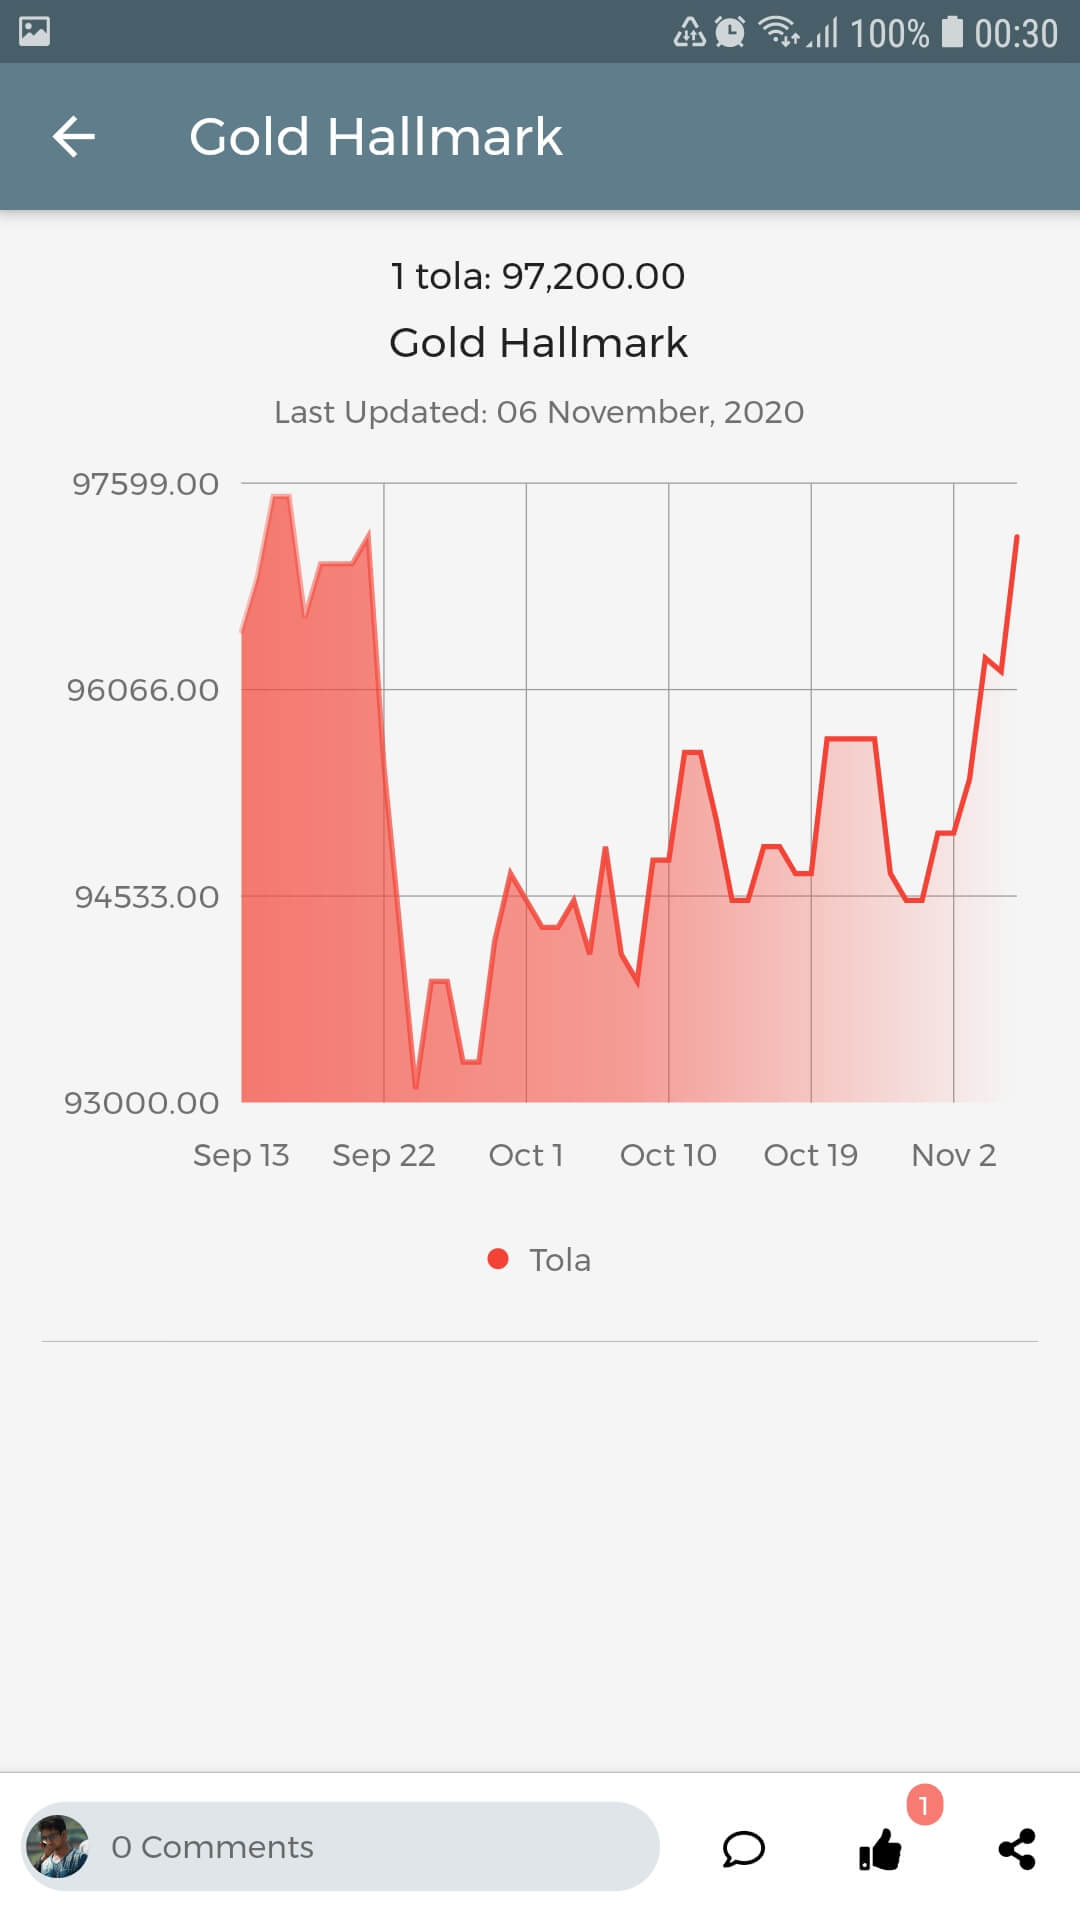 100% 00:30
Gold Hallmark
1 tola: 97,200.00
Gold Hallmark
Last Updated: 06 November, 2020
97599.00
96066.00
94533.00
93000.00
Sep 13 Sep 22 Oct 1 Oct 10 Oct 19 Nov 2
Tola
1
0 Comments